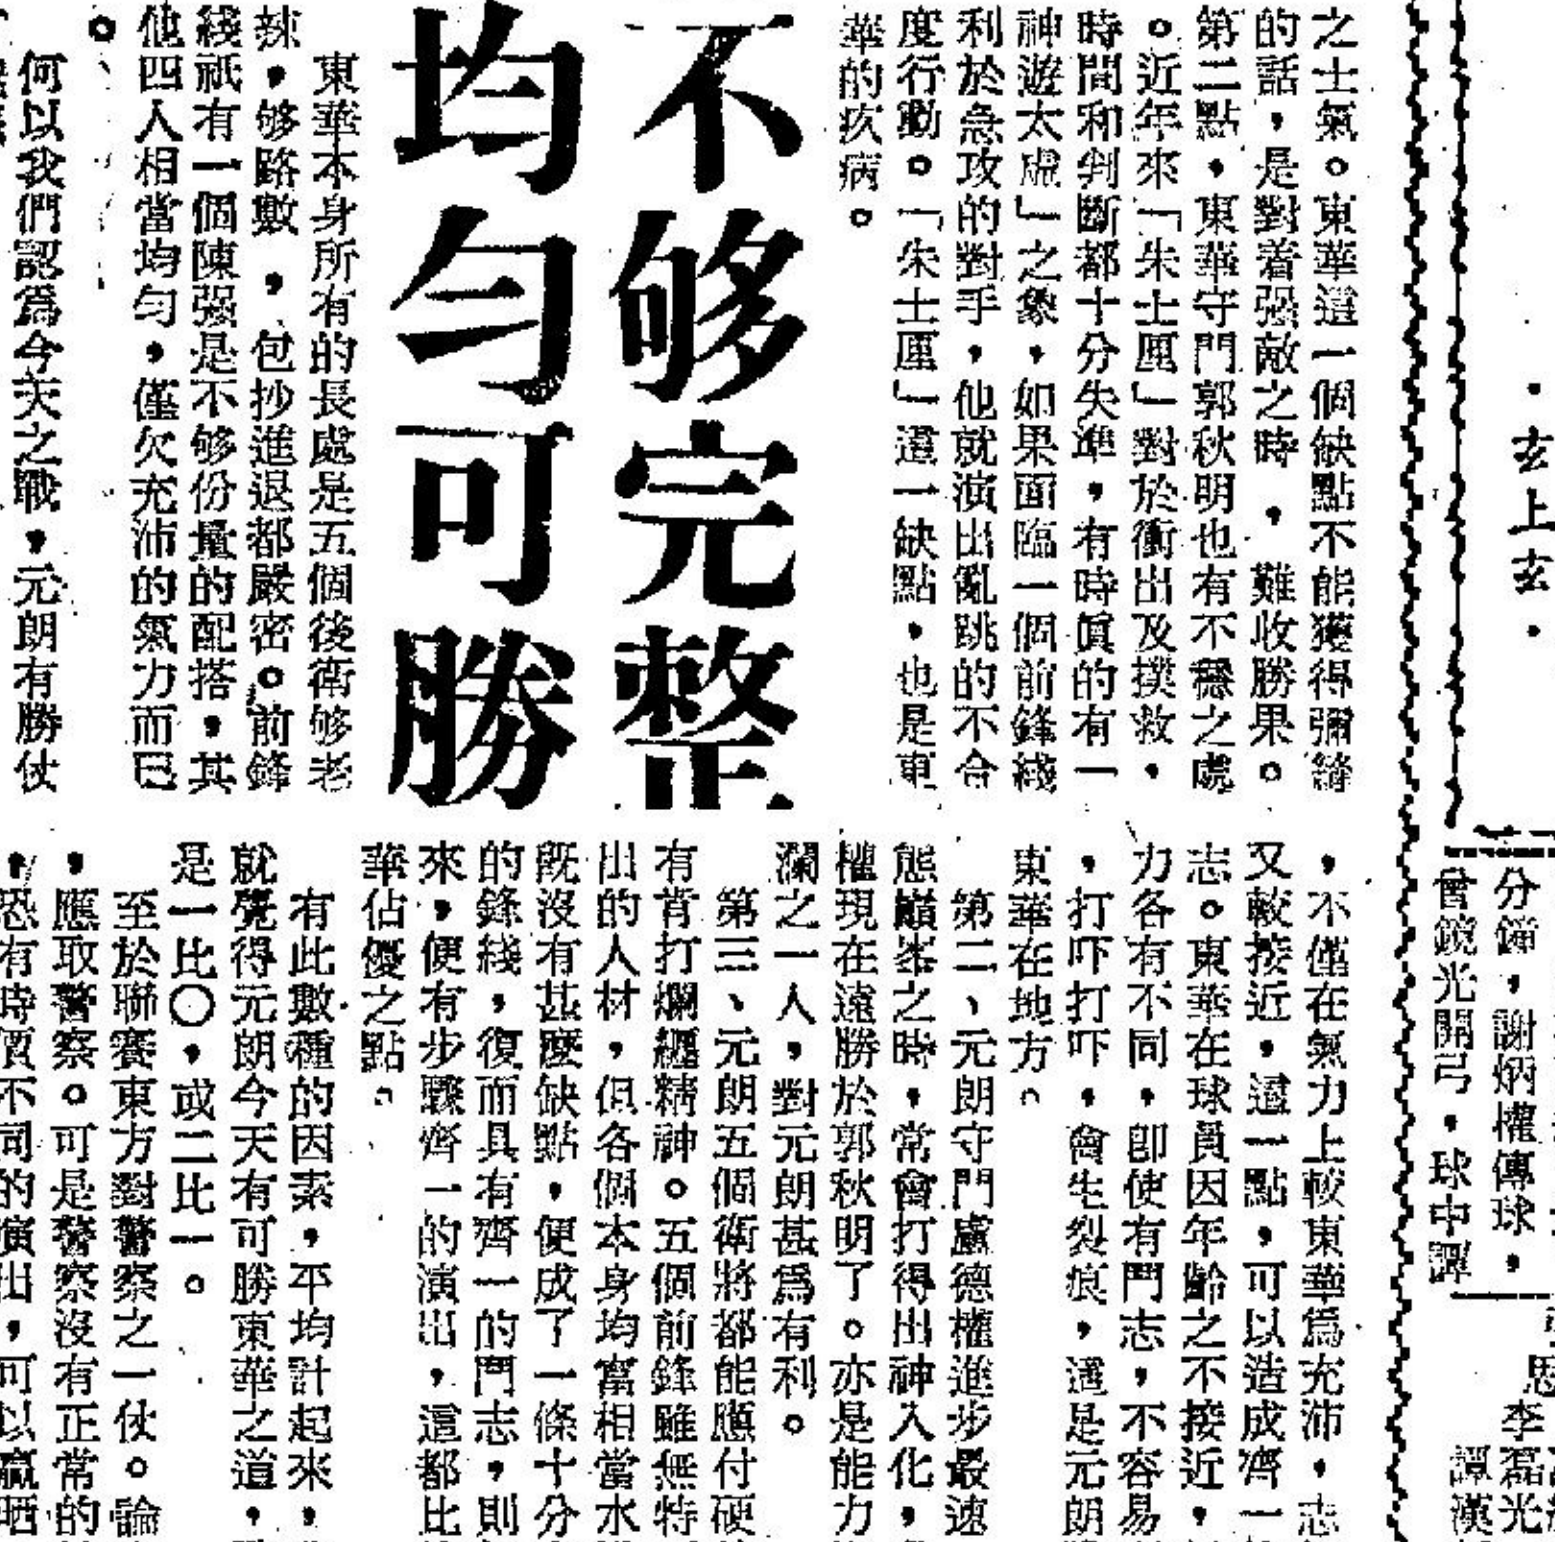 ·玄上玄·
之士氣。東華這一個缺點不能獲得彌縫
的話，是對着强敵之時，難收勝果。
第二點，東華守門郭秋明也有不穩之處
。近年來「朱士厘」對於衝出及撲救，
時間和判斷都十分失準，有時眞的有一
神遊太虛」之象，如果面臨一個前鋒綫
利於急攻的對手，他就演出亂跳的不合
度行動。「朱士厘」這一缺點，也是東
華的疚病。
不够完整
均勻可勝
東華本身所有的長處是五個後衛够老
辣，够路數，包抄進退都嚴密。前鋒
綫祇有一個陳强是不够份量的配搭，其
他四人相當均勻，僅欠充沛的氣力而已
。
何以我們認爲今天之戰，元朗有勝仗
分鐘，謝炳權傳球，
曾鏡光開弓，球中譚
李磊光
譚漢
，不僅在氣力上較東華爲充沛，志
又較接近，這一點，可以造成齊一
志。東華在球員因年齡之不接近，
力各有不同，卽使有鬥志，不容易
，打吓打吓，會生裂痕，這是元朗
東華在地方。
第二、元朗守門盧德權進步最速
態巔峯之時，常會打得出神入化，
權現在遠勝於郭秋明了。亦是能力
瀾之一人，對元朗甚爲有利。
第三、元朗五個衛將都能應付硬
有肯打爛纏精神。五個前鋒雖無特
出的人材，但各個本身均富相當水
旣沒有甚麼缺點，便成了一條十分
的鋒綫，復而具有齊一的鬥志，則
來，便有步驟齊一的演出，這都比
華佔優之點。
有此數種的因素，平均計起來，
就覺得元朗今天有可勝東華之道，
是一比〇，或二比一。
至於聯賽東方對警察之一仗。論
，應取警察。可是警察沒有正常的
，恐有時價不同的演出，可以贏晒